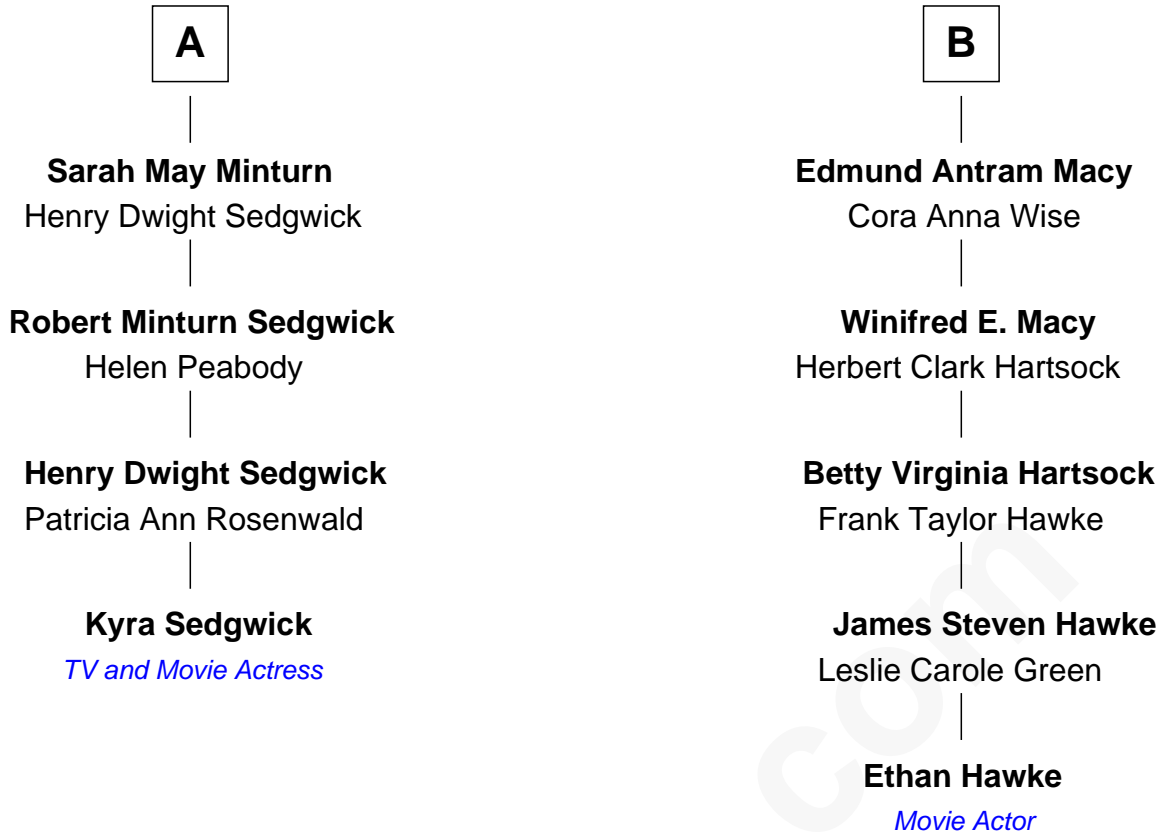 A
Sarah May Minturn
Henry Dwight Sedgwick
Robert Minturn Sedgwick
Helen Peabody
Henry Dwight Sedgwick
Patricia Ann Rosenwald
Kyra Sedgwick
TV and Movie Actress
B
Edmund Antram Macy
Cora Anna Wise
Winifred E. Macy
Herbert Clark Hartsock
Betty Virginia Hartsock
Frank Taylor Hawke
James Steven Hawke
Leslie Carole Green
Ethan Hawke
Movie Actor
com